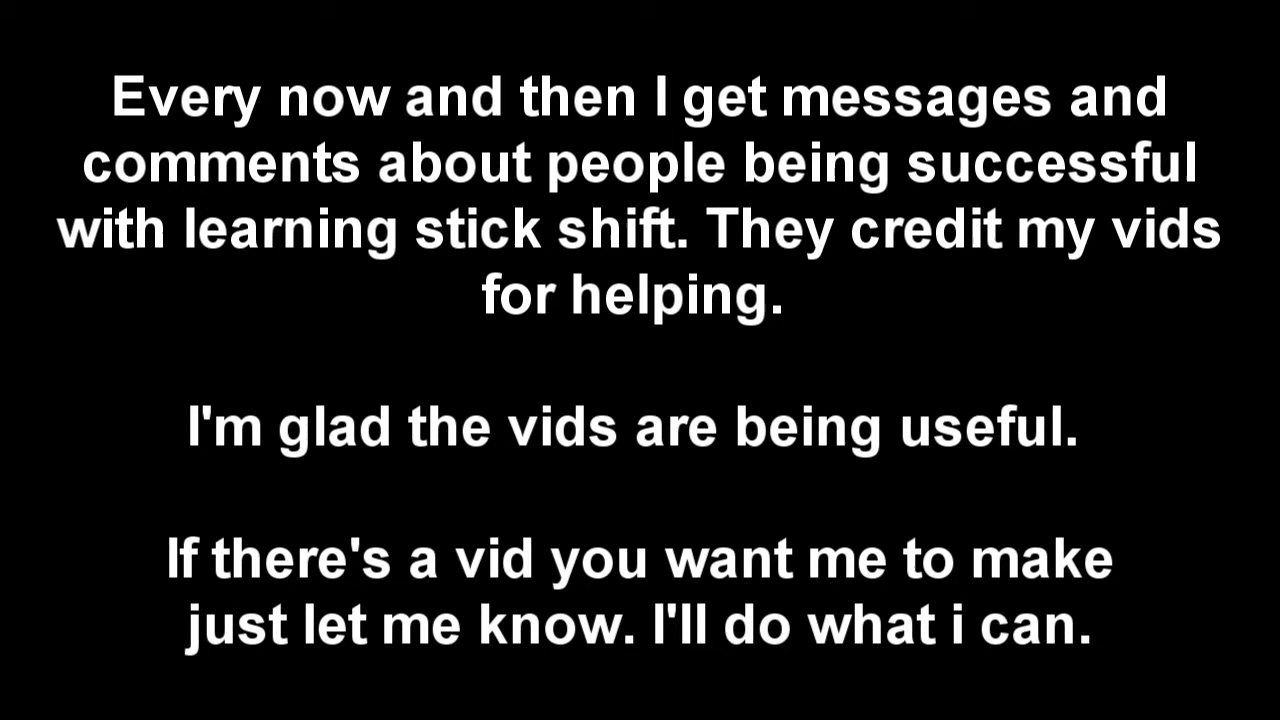 Every now and then I get messages and
comments about people being successful
with learning stick shift. They credit my vids
for helping.
I'm glad the vids are being useful.
If there's a vid you want me to make
just let me know. I'll do what i can.